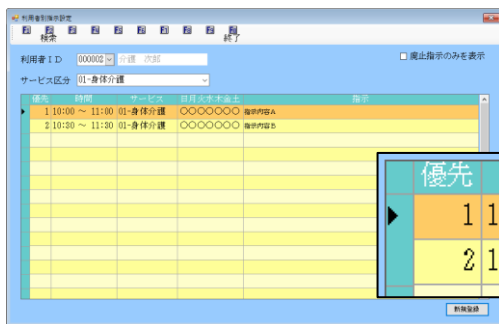 利用者別指示設定
検索 終了
利用者ID 000002 介護 次郎 廃止指示のみを表示
サービス区分 01-身体介護
優先 時間 サービス 日月火水木金土 指示
1 10:00 ～ 11:00 01-身体介護 〇〇〇〇〇〇〇 指示内容A
2 10:30 ～ 11:30 01-身体介護 〇〇〇〇〇〇〇 指示内容B
優先
1 1
2 1
新規登録